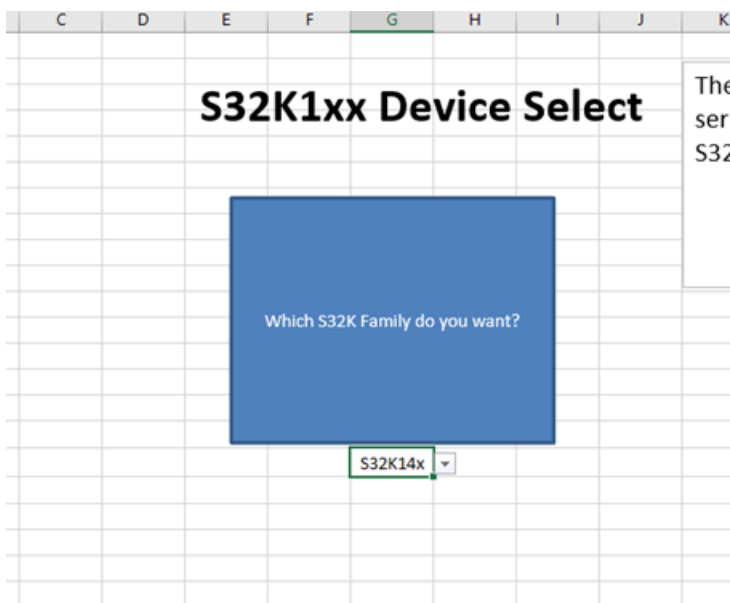 C D E F G H I J K
S32K1xx Device Select
The
ser
S32
Which S32K Family do you want?
S32K14x